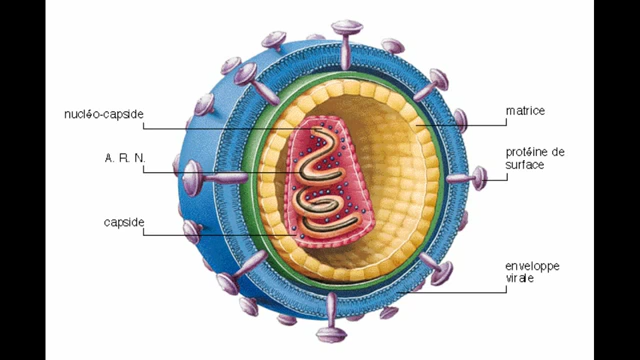 nucléo-capside
A. R. N.
capside
matrice
protéine de
surface
enveloppe
virale